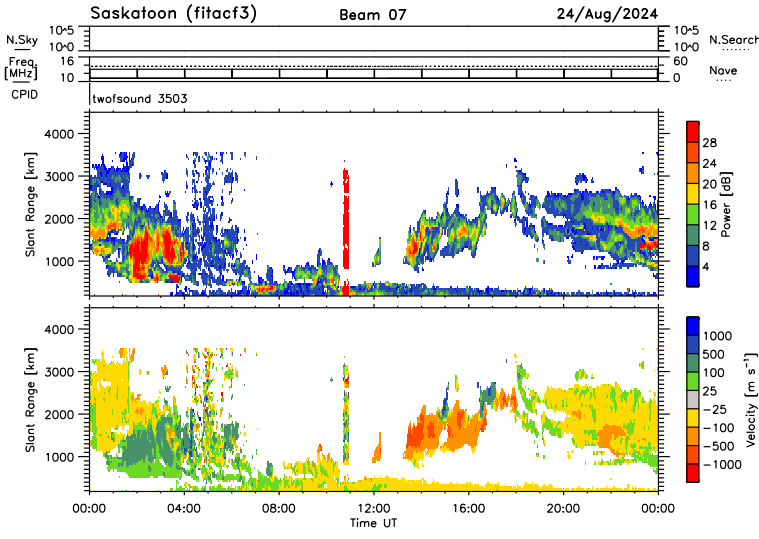 Saskatoon (fitacf3) Beam 07 24/Aug/2024
N.Sky 10^5 10^0 10^5 10^0 N.Search
Freq. [MHz] 16 10 60 0 Nave
CPID twofsound 3503
Slant Range [km] 4000 3000 2000 1000
Power [dB] 28 24 20 16 12 8 4
Slant Range [km] 4000 3000 2000 1000
Velocity [m s⁻¹] 1000 500 100 25 −25 −100 −500 −1000
00:00 04:00 08:00 12:00 16:00 20:00 00:00
Time UT